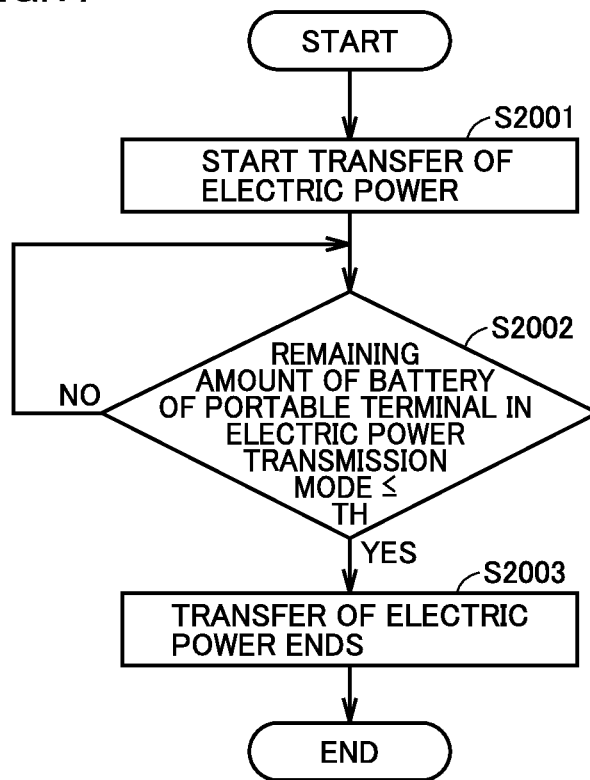 START
S2001
START TRANSFER OF
ELECTRIC POWER
S2002
REMAINING
AMOUNT OF BATTERY
OF PORTABLE TERMINAL IN
ELECTRIC POWER
TRANSMISSION
MODE ≤
TH
NO
YES
S2003
TRANSFER OF ELECTRIC
POWER ENDS
END